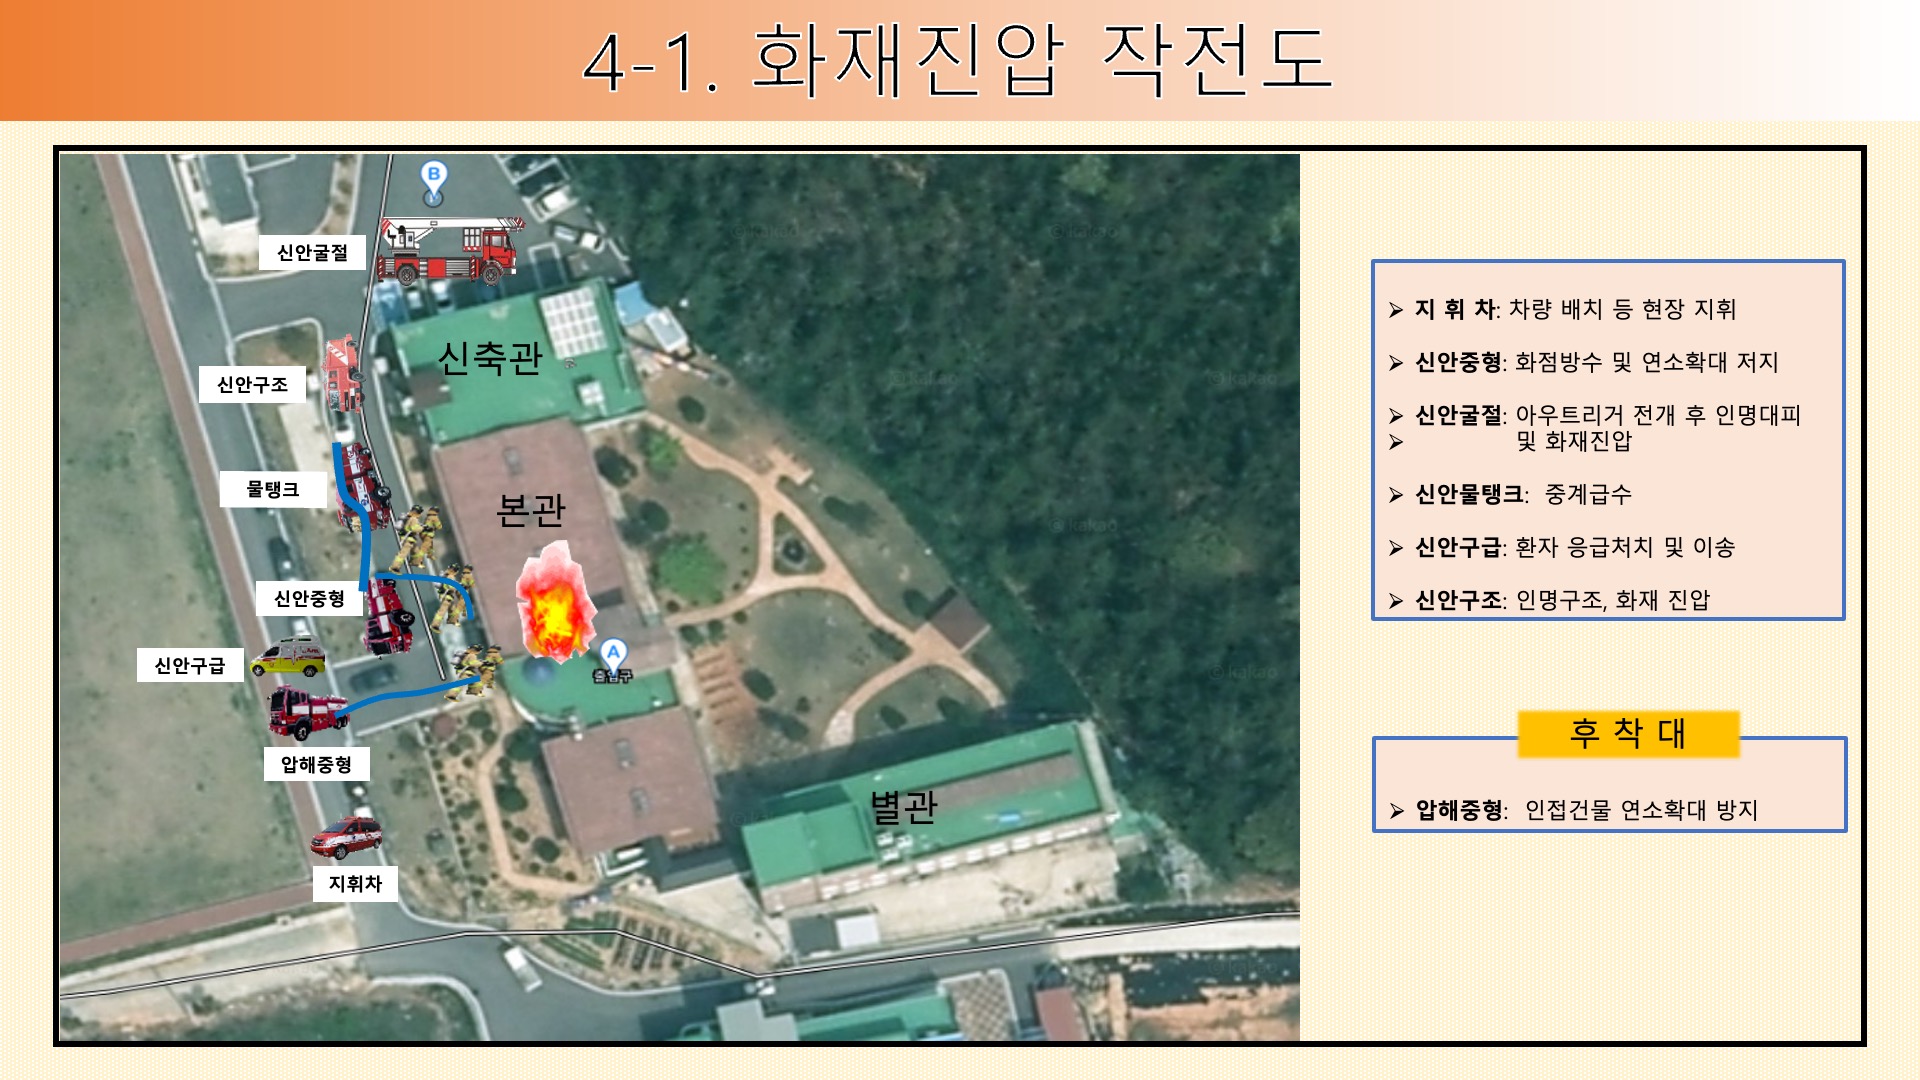 4-1. 화재진압 작전도
B
신안굴절
신축관
신안구조
물탱크
본관
신안중형
신안구급
A
출입구
압해중형
별관
지휘차
➢ 지 휘 차: 차량 배치 등 현장 지휘
➢ 신안중형: 화점방수 및 연소확대 저지
➢ 신안굴절: 아우트리거 전개 후 인명대피
➢ 및 화재진압
➢ 신안물탱크: 중계급수
➢ 신안구급: 환자 응급처치 및 이송
➢ 신안구조: 인명구조, 화재 진압
후 착 대
➢ 압해중형: 인접건물 연소확대 방지
© kakao
© kakao
© kakao
© kakao
© kakao
© kakao